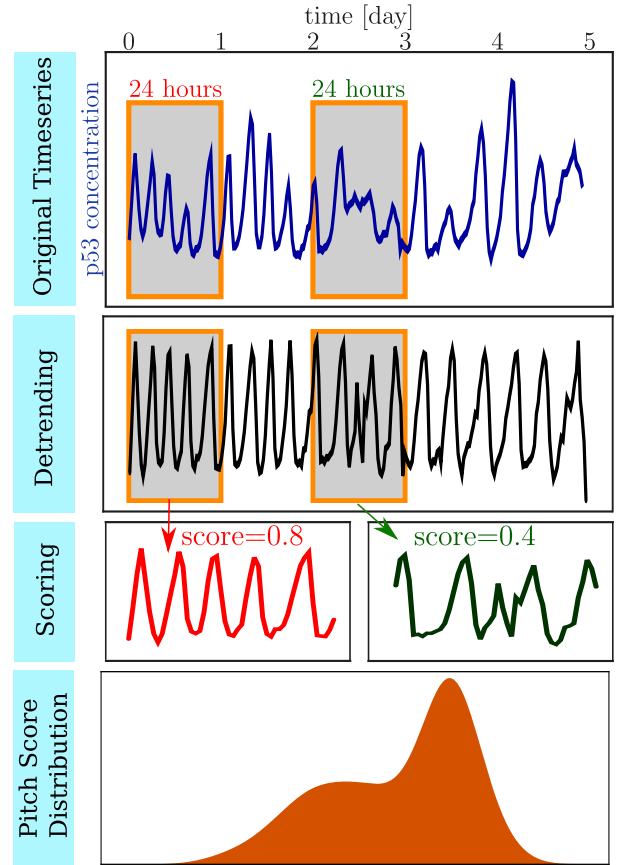 time [day]
0 1 2 3 4 5
24 hours 24 hours
Original Timeseries
p53 concentration
Detrending
Scoring
score=0.8
score=0.4
Pitch Score
Distribution